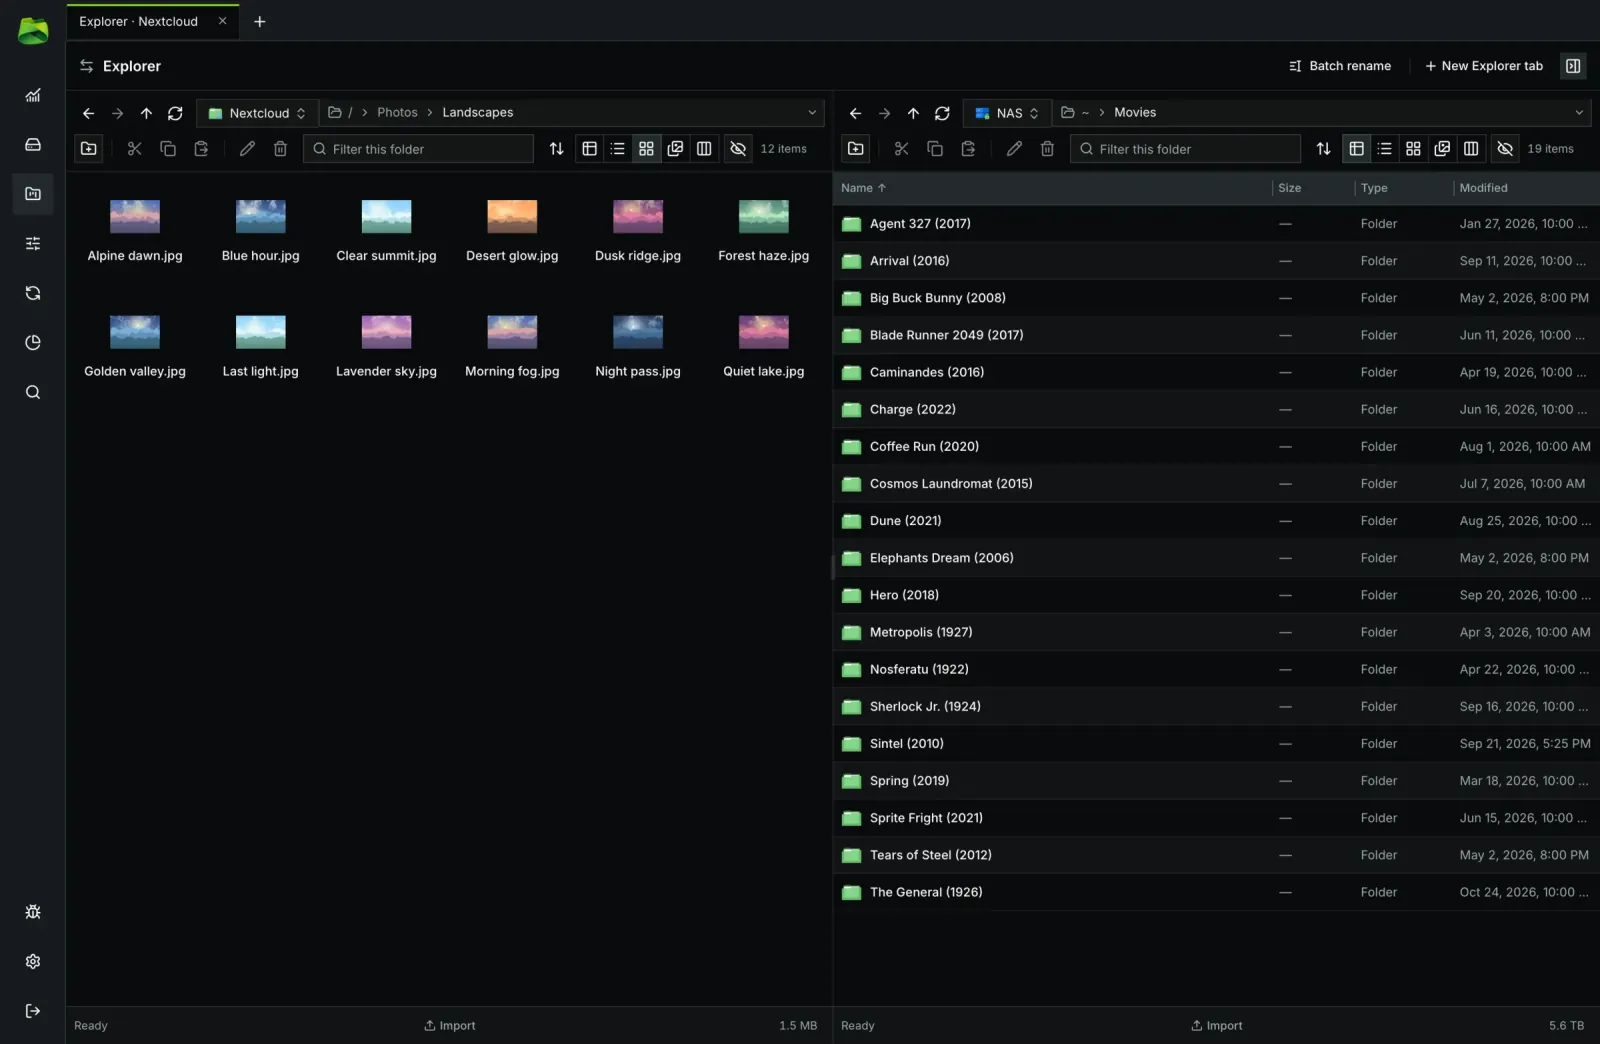 Explorer · Nextcloud
Explorer
Batch rename
New Explorer tab
Nextcloud
/ > Photos > Landscapes
Filter this folder
12 items
Alpine dawn.jpg
Blue hour.jpg
Clear summit.jpg
Desert glow.jpg
Dusk ridge.jpg
Forest haze.jpg
Golden valley.jpg
Last light.jpg
Lavender sky.jpg
Morning fog.jpg
Night pass.jpg
Quiet lake.jpg
Ready
Import
1.5 MB
NAS
~ > Movies
Filter this folder
19 items
Name ↑ Size Type Modified
Agent 327 (2017) — Folder Jan 27, 2026, 10:00 ...
Arrival (2016) — Folder Sep 11, 2026, 10:00 ...
Big Buck Bunny (2008) — Folder May 2, 2026, 8:00 PM
Blade Runner 2049 (2017) — Folder Jun 11, 2026, 10:00 ...
Caminandes (2016) — Folder Apr 19, 2026, 10:00 ...
Charge (2022) — Folder Jun 16, 2026, 10:00 ...
Coffee Run (2020) — Folder Aug 1, 2026, 10:00 AM
Cosmos Laundromat (2015) — Folder Jul 7, 2026, 10:00 AM
Dune (2021) — Folder Aug 25, 2026, 10:00 ...
Elephants Dream (2006) — Folder May 2, 2026, 8:00 PM
Hero (2018) — Folder Sep 20, 2026, 10:00 ...
Metropolis (1927) — Folder Apr 3, 2026, 10:00 AM
Nosferatu (1922) — Folder Apr 22, 2026, 10:00 ...
Sherlock Jr. (1924) — Folder Sep 16, 2026, 10:00 ...
Sintel (2010) — Folder Sep 21, 2026, 5:25 PM
Spring (2019) — Folder Mar 18, 2026, 10:00 ...
Sprite Fright (2021) — Folder Jun 15, 2026, 10:00 ...
Tears of Steel (2012) — Folder May 2, 2026, 8:00 PM
The General (1926) — Folder Oct 24, 2026, 10:00 ...
Ready
Import
5.6 TB